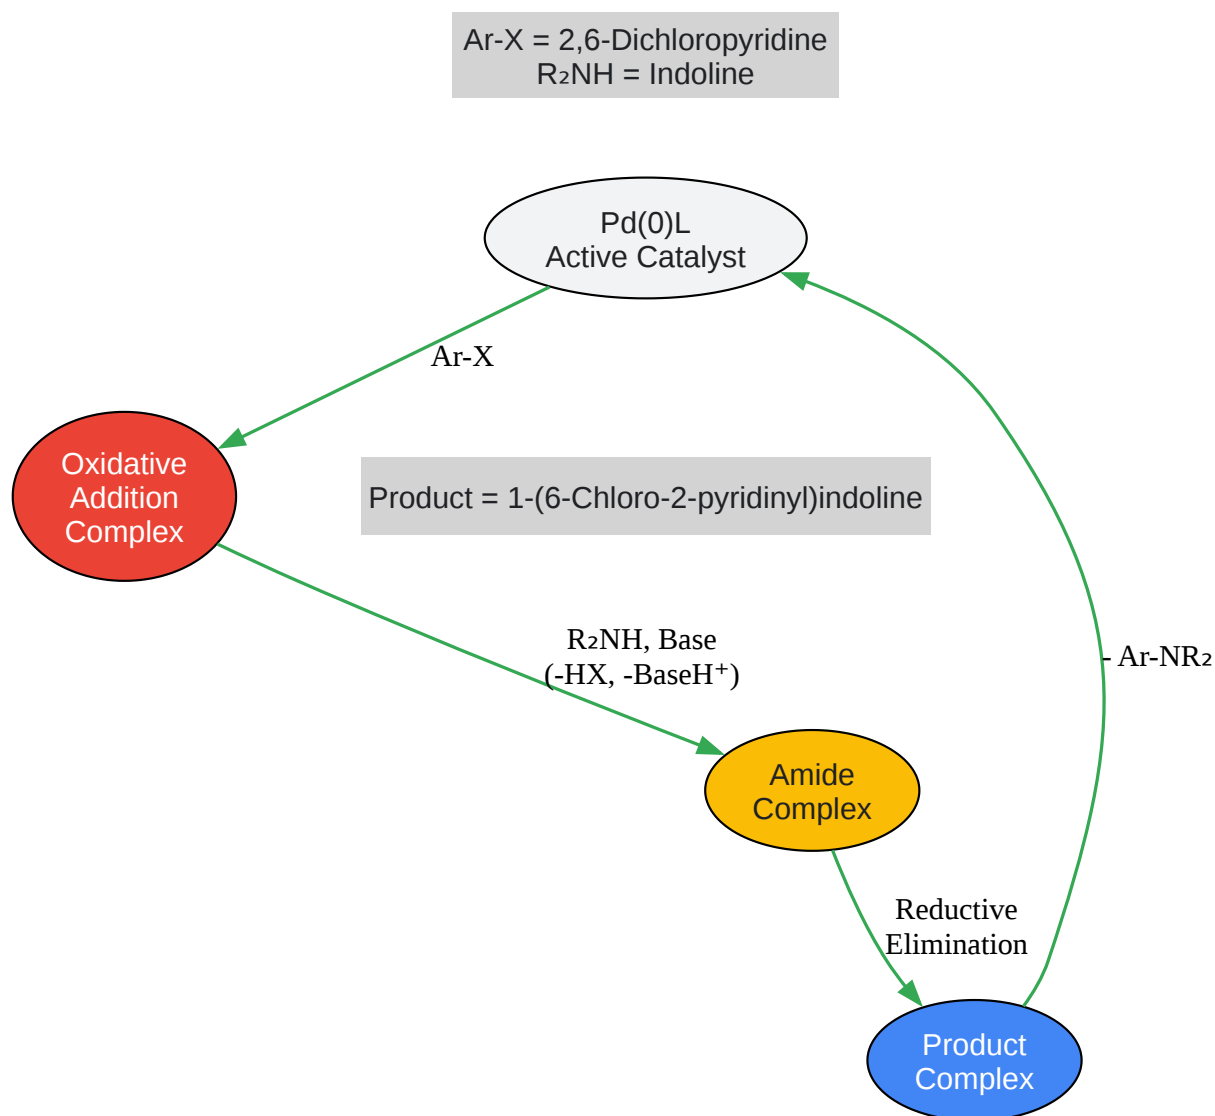 Ar-X = 2,6-Dichloropyridine
R₂NH = Indoline
Pd(0)L
Active Catalyst
Ar-X
Oxidative
Addition
Complex
Product = 1-(6-Chloro-2-pyridinyl)indoline
R₂NH, Base
(-HX, -BaseH⁺)
- Ar-NR₂
Amide
Complex
Reductive
Elimination
Product
Complex